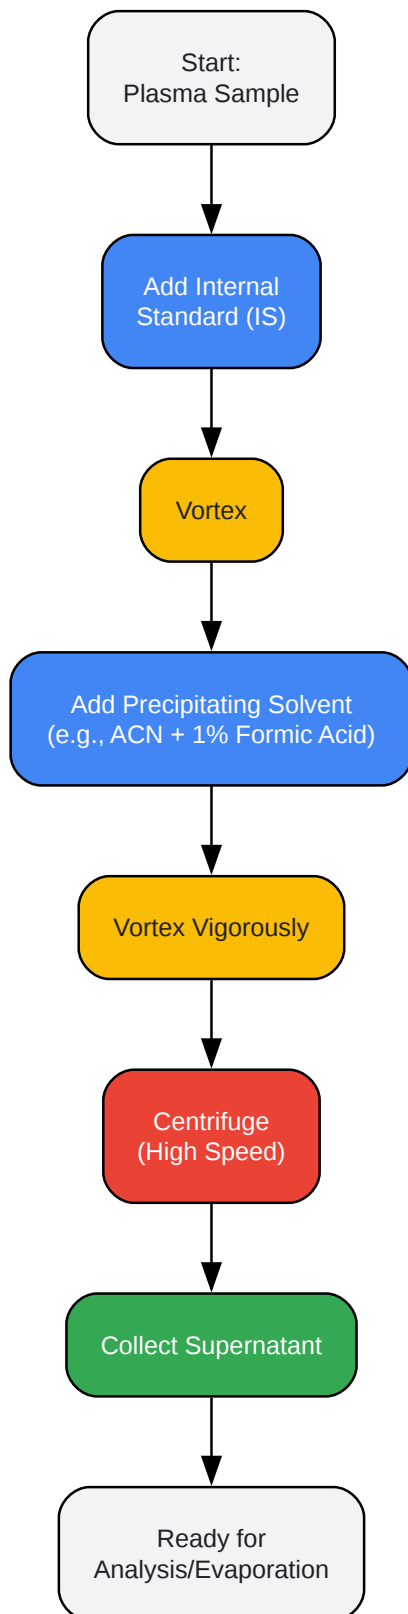 Start:
Plasma Sample
Add Internal
Standard (IS)
Vortex
Add Precipitating Solvent
(e.g., ACN + 1% Formic Acid)
Vortex Vigorously
Centrifuge
(High Speed)
Collect Supernatant
Ready for
Analysis/Evaporation